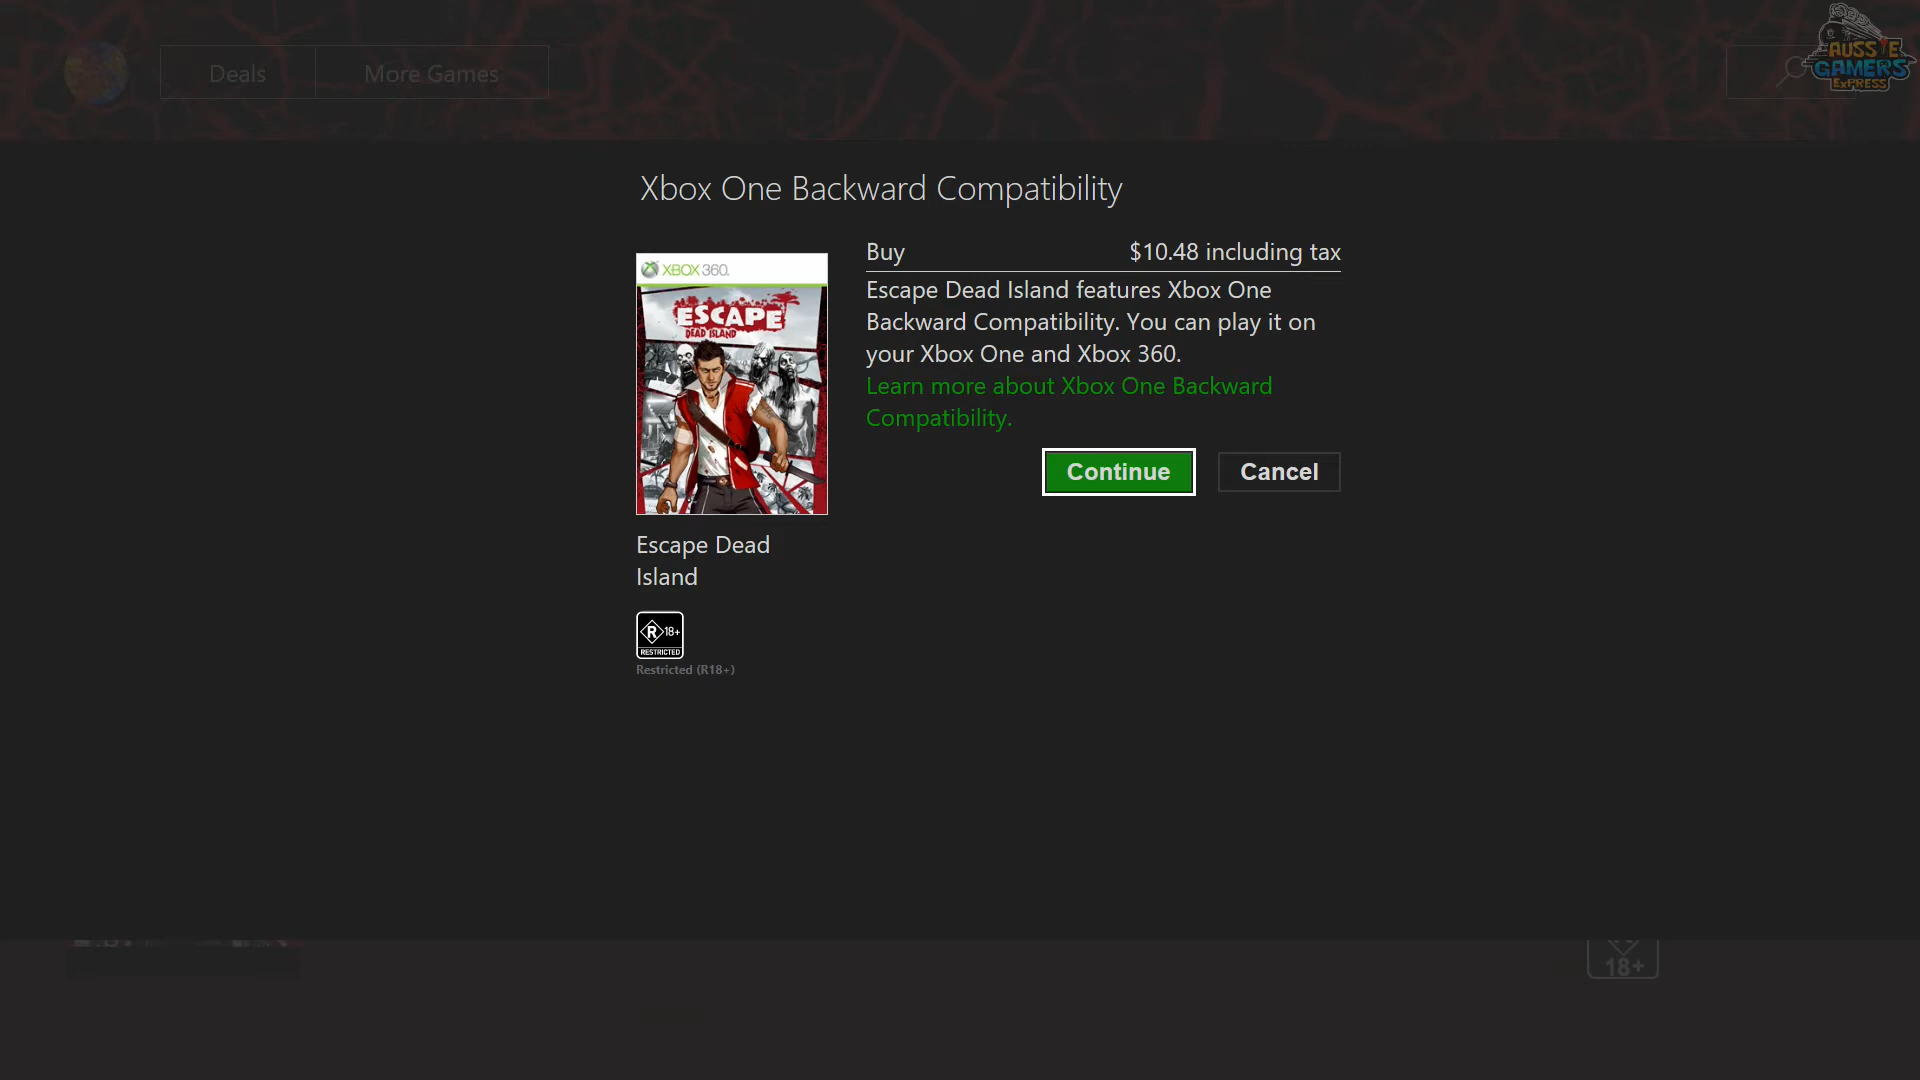 Deals
More Games
AUSSIE
GAMERS
EXPRESS
Xbox One Backward Compatibility
Buy
$10.48 including tax
XBOX 360.
ESCAPE
DEAD ISLAND
Escape Dead Island features Xbox One
Backward Compatibility. You can play it on
your Xbox One and Xbox 360.
Learn more about Xbox One Backward
Compatibility.
Continue
Cancel
Escape Dead
Island
R 18+
RESTRICTED
Restricted (R18+)
18+